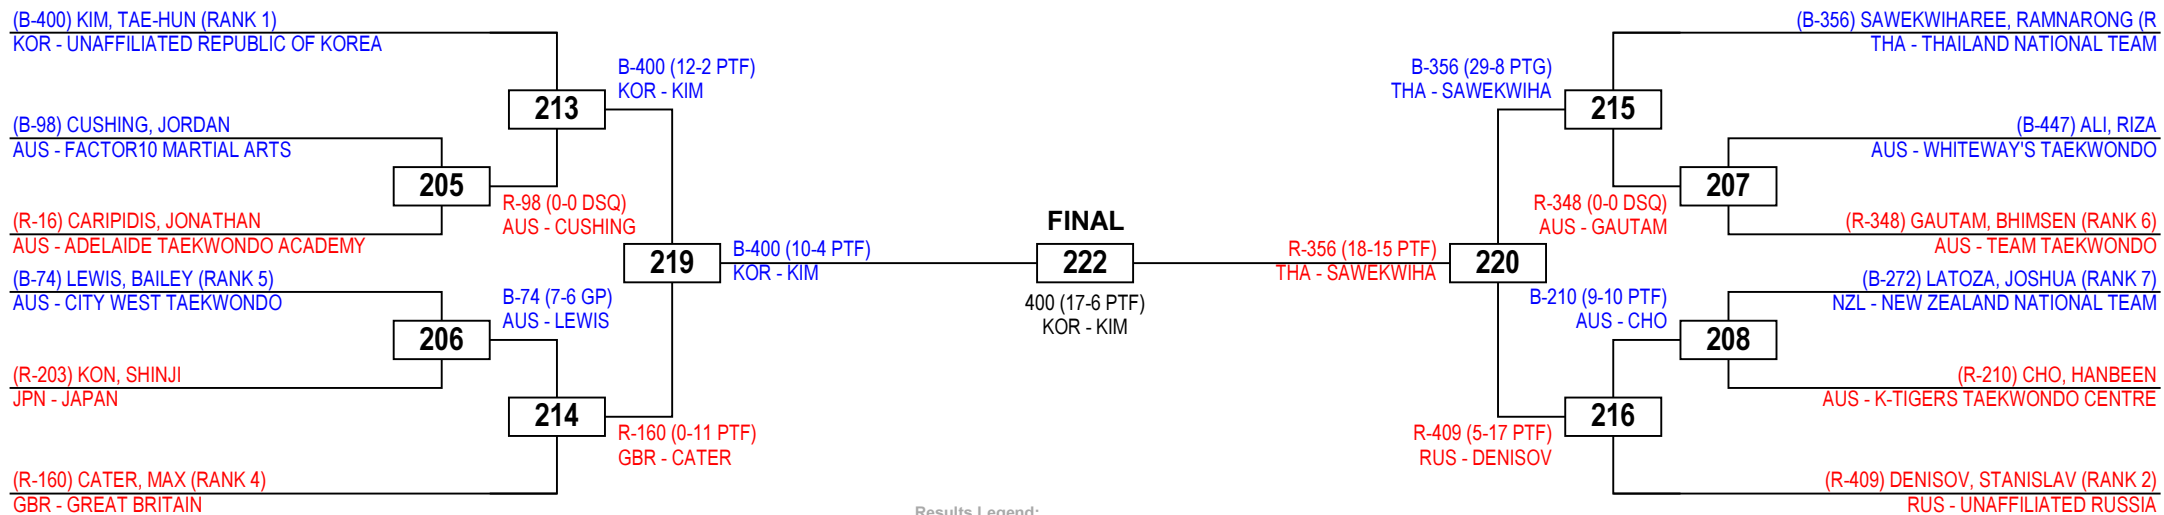 (B-400) KIM, TAE-HUN (RANK 1)
KOR - UNAFFILIATED REPUBLIC OF KOREA
(B-98) CUSHING, JORDAN
AUS - FACTOR10 MARTIAL ARTS
(R-16) CARIPIDIS, JONATHAN
AUS - ADELAIDE TAEKWONDO ACADEMY
(B-74) LEWIS, BAILEY (RANK 5)
AUS - CITY WEST TAEKWONDO
(R-203) KON, SHINJI
JPN - JAPAN
(R-160) CATER, MAX (RANK 4)
GBR - GREAT BRITAIN
205
206
R-98 (0-0 DSQ)
AUS - CUSHING
B-74 (7-6 GP)
AUS - LEWIS
213
214
B-400 (12-2 PTF)
KOR - KIM
R-160 (0-11 PTF)
GBR - CATER
219
B-400 (10-4 PTF)
KOR - KIM
FINAL
222
400 (17-6 PTF)
KOR - KIM
R-356 (18-15 PTF)
THA - SAWEKWIHA
220
B-356 (29-8 PTG)
THA - SAWEKWIHA
R-409 (5-17 PTF)
RUS - DENISOV
215
216
R-348 (0-0 DSQ)
AUS - GAUTAM
B-210 (9-10 PTF)
AUS - CHO
207
208
(B-356) SAWEKWIHAREE, RAMNARONG (R
THA - THAILAND NATIONAL TEAM
(B-447) ALI, RIZA
AUS - WHITEWAY'S TAEKWONDO
(R-348) GAUTAM, BHIMSEN (RANK 6)
AUS - TEAM TAEKWONDO
(B-272) LATOZA, JOSHUA (RANK 7)
NZL - NEW ZEALAND NATIONAL TEAM
(R-210) CHO, HANBEEN
AUS - K-TIGERS TAEKWONDO CENTRE
(R-409) DENISOV, STANISLAV (RANK 2)
RUS - UNAFFILIATED RUSSIA
Results Legend: